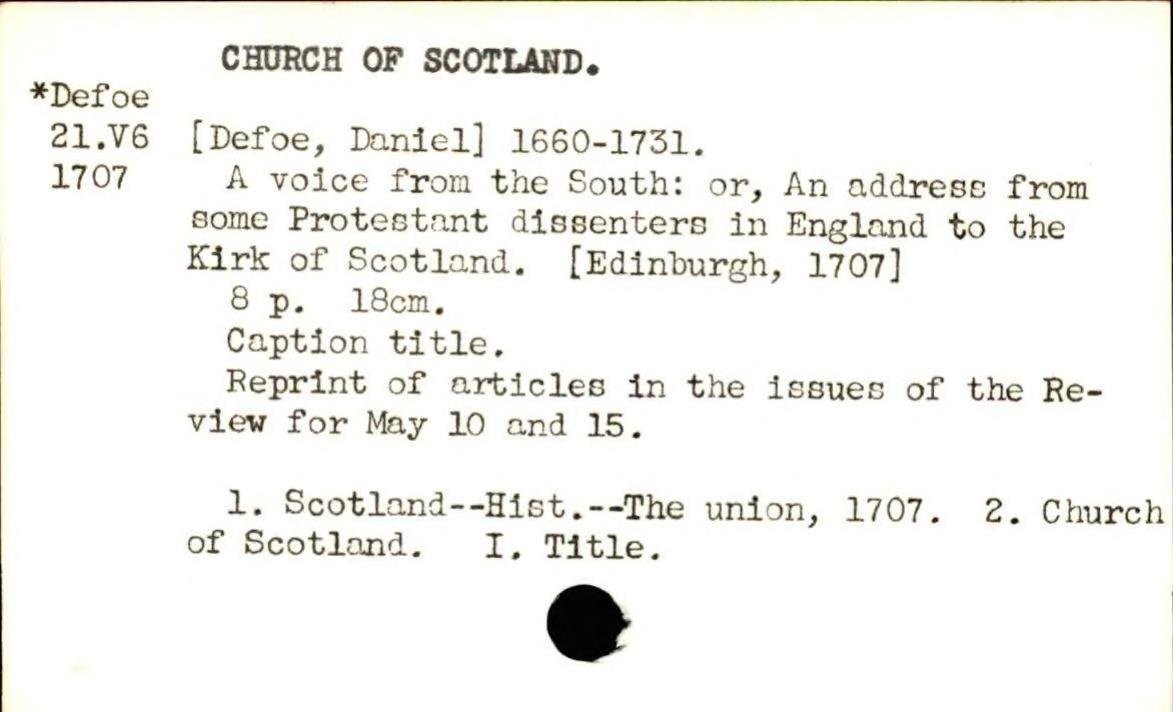 CHURCH OF SCOTLAND.
*Defoe
21.V6 [Defoe, Daniel] 1660-1731.
1707 A voice from the South: or, An address from
some Protestant dissenters in England to the
Kirk of Scotland. [Edinburgh, 1707]
8 p. 18cm.
Caption title.
Reprint of articles in the issues of the Re-
view for May 10 and 15.
1. Scotland--Hist.--The union, 1707. 2. Church
of Scotland. I. Title.